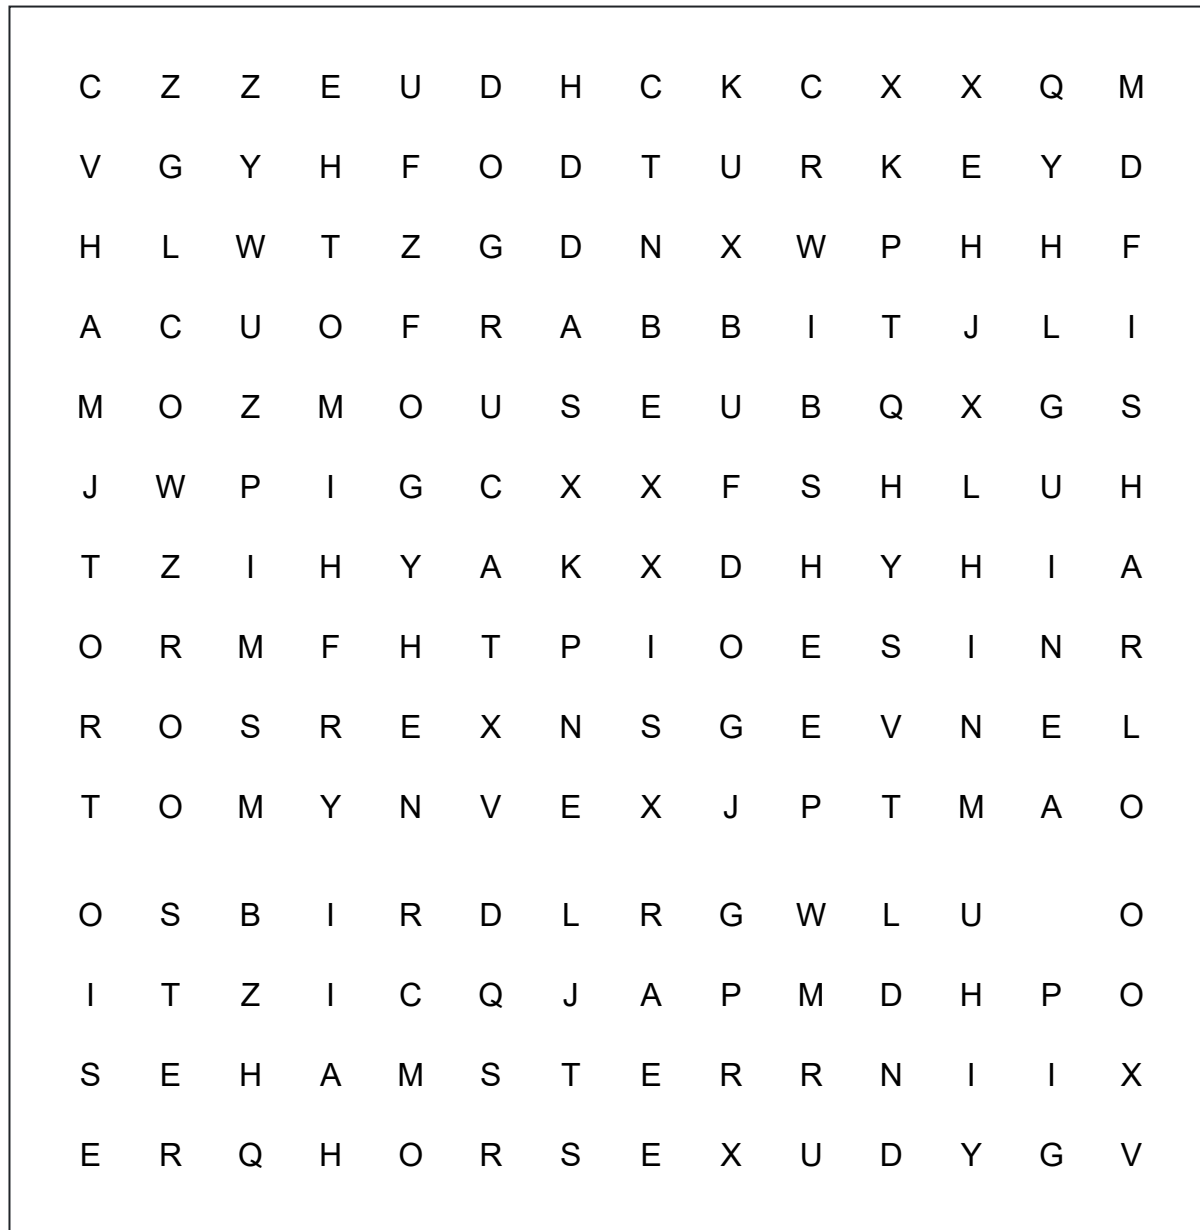 C Z Z E U D H C K C X X Q M
V G Y H F O D T U R K E Y D
H L W T Z G D N X W P H H F
A C U O F R A B B I T J L I
M O Z M O U S E U B Q X G S
J W P I G C X X F S H L U H
T Z I H Y A K X D H Y H I A
O R M F H T P I O E S I N R
R O S R E X N S G E V N E L
T O M Y N V E X J P T M A O
O S B I R D L R G W L U O
I T Z I C Q J A P M D H P O
S E H A M S T E R R N I I X
E R Q H O R S E X U D Y G V